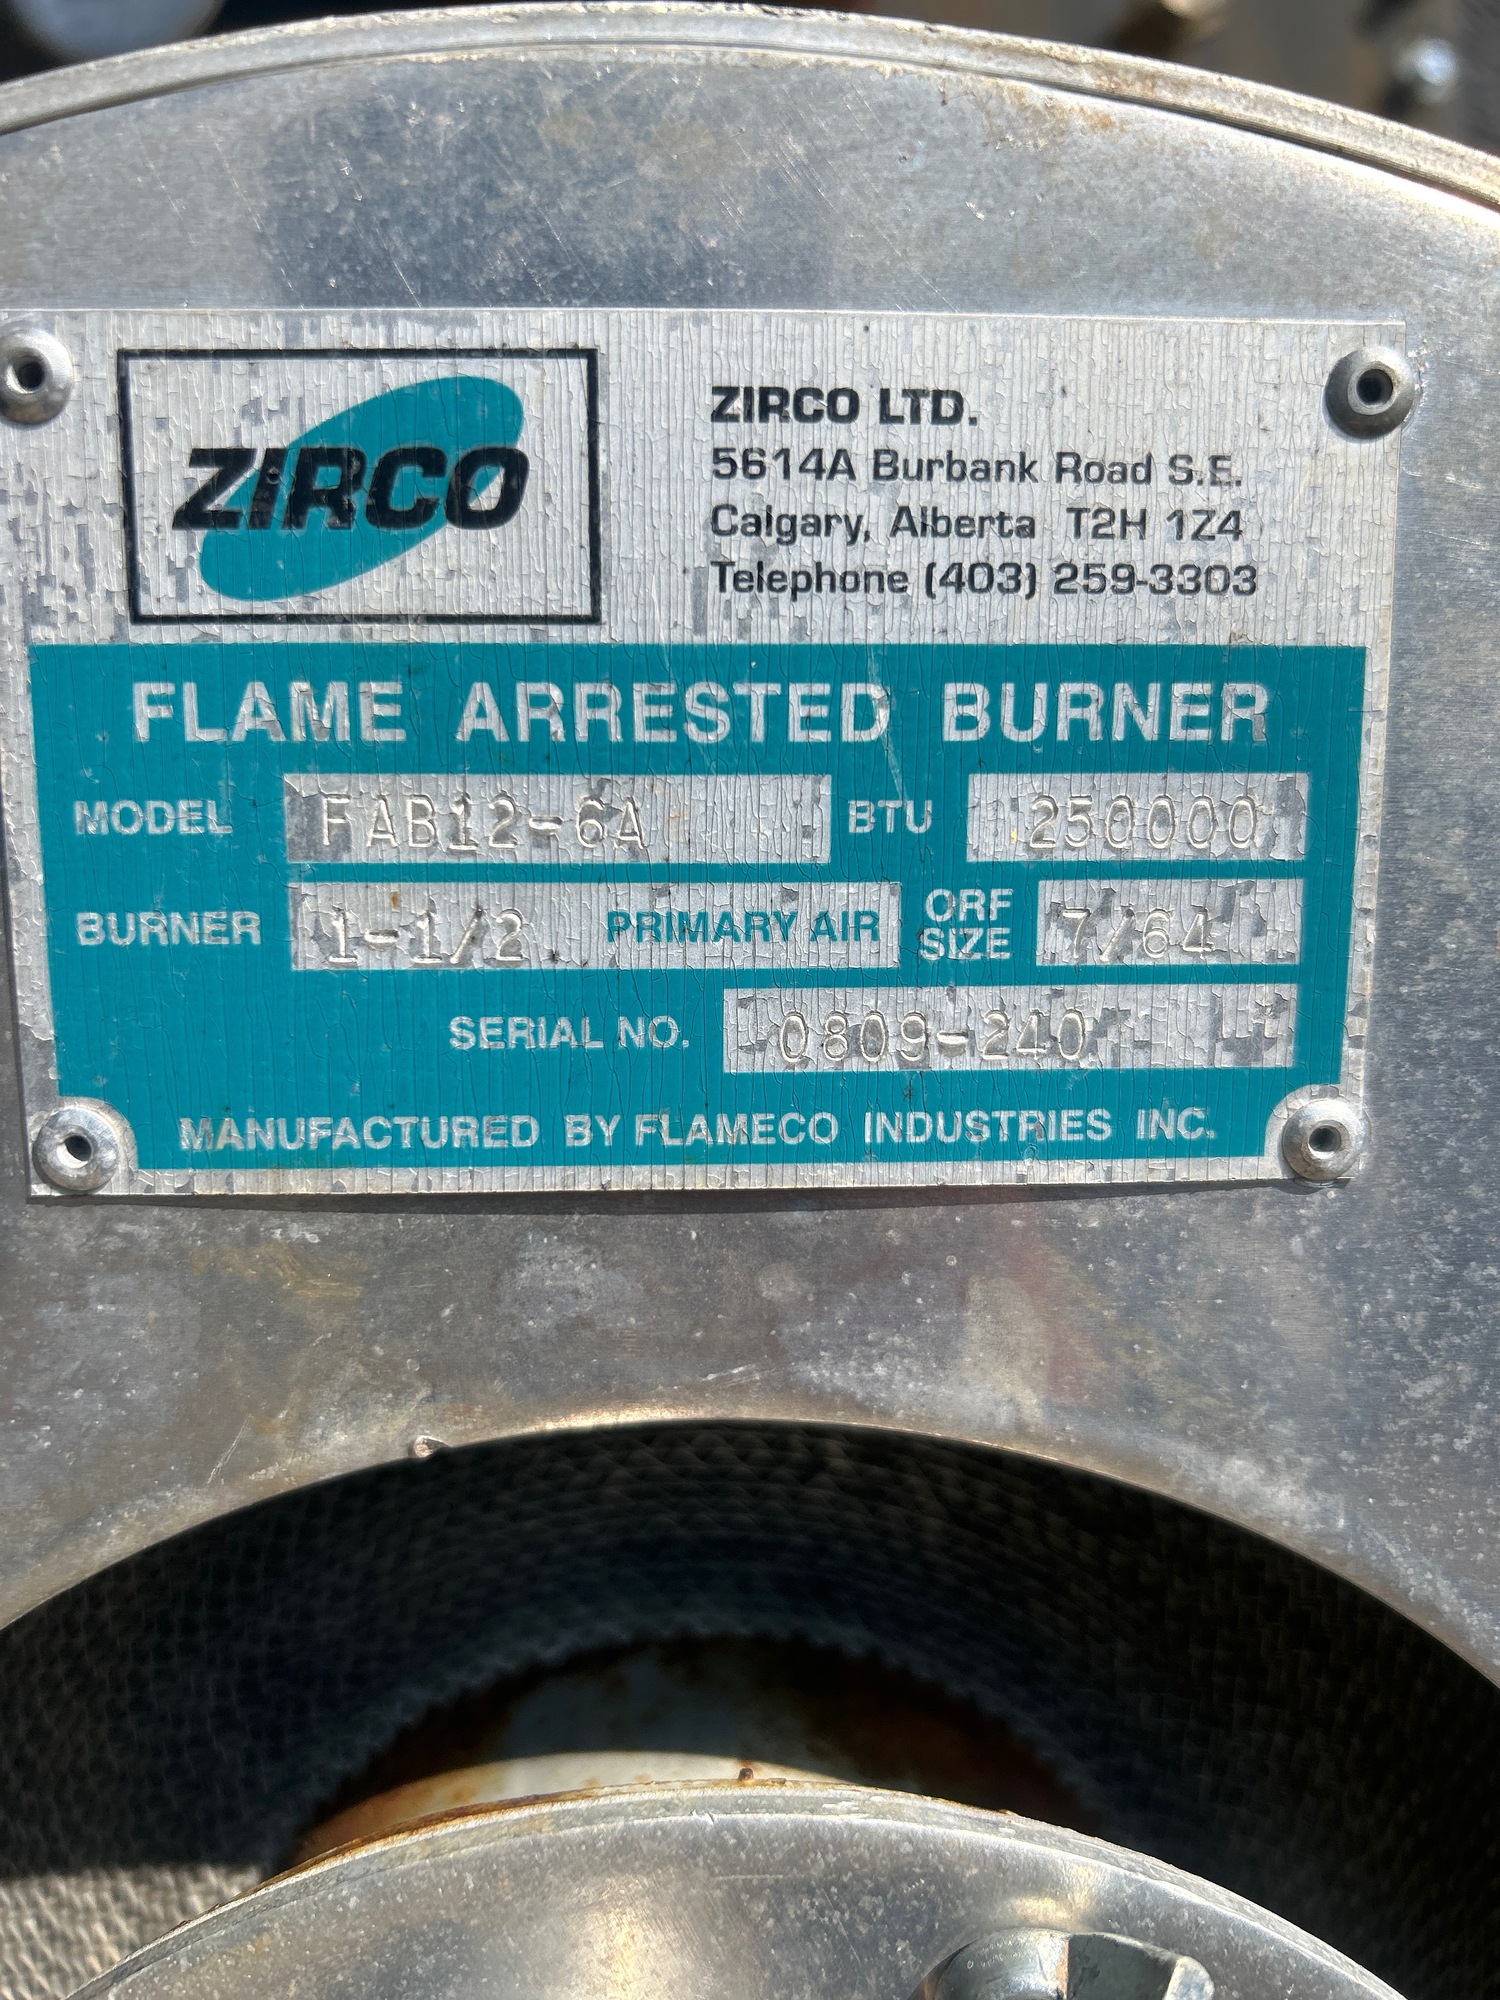 ZIRCO
ZIRCO LTD.
5614A Burbank Road S.E.
Calgary, Alberta T2H 1Z4
Telephone (403) 259-3303
FLAME ARRESTED BURNER
MODEL FAB12-6A BTU 250000
BURNER 1-1/2 PRIMARY AIR ORF SIZE 7/64
SERIAL NO. 0809-240
MANUFACTURED BY FLAMECO INDUSTRIES INC.